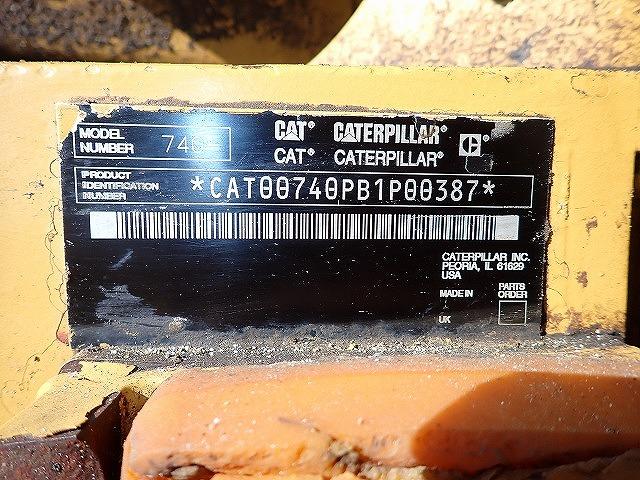 MODEL NUMBER 740
CAT® CATERPILLAR®
CAT® CATERPILLAR®
PRODUCT IDENTIFICATION NUMBER
*CAT00740PB1P00387*
CATERPILLAR INC.
PEORIA, IL 61629
USA
MADE IN
UK
PARTS ORDER